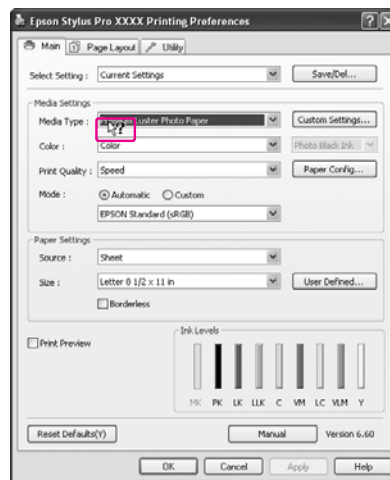 Epson Stylus Pro XXXX Printing Preferences
Main Page Layout Utility
Select Setting : Current Settings Save/Del...
Media Settings
Media Type : Luster Photo Paper Custom Settings...
Color : Color Photo Black Ink
Print Quality : Speed Paper Config...
Mode : Automatic Custom
EPSON Standard (sRGB)
Paper Settings
Source : Sheet
Size : Letter 8 1/2 x 11 in User Defined...
Borderless
Print Preview
Ink Levels
MK PK LK LLK C VM LC VLM Y
Reset Defaults(Y) Manual Version 6.60
OK Cancel Apply Help